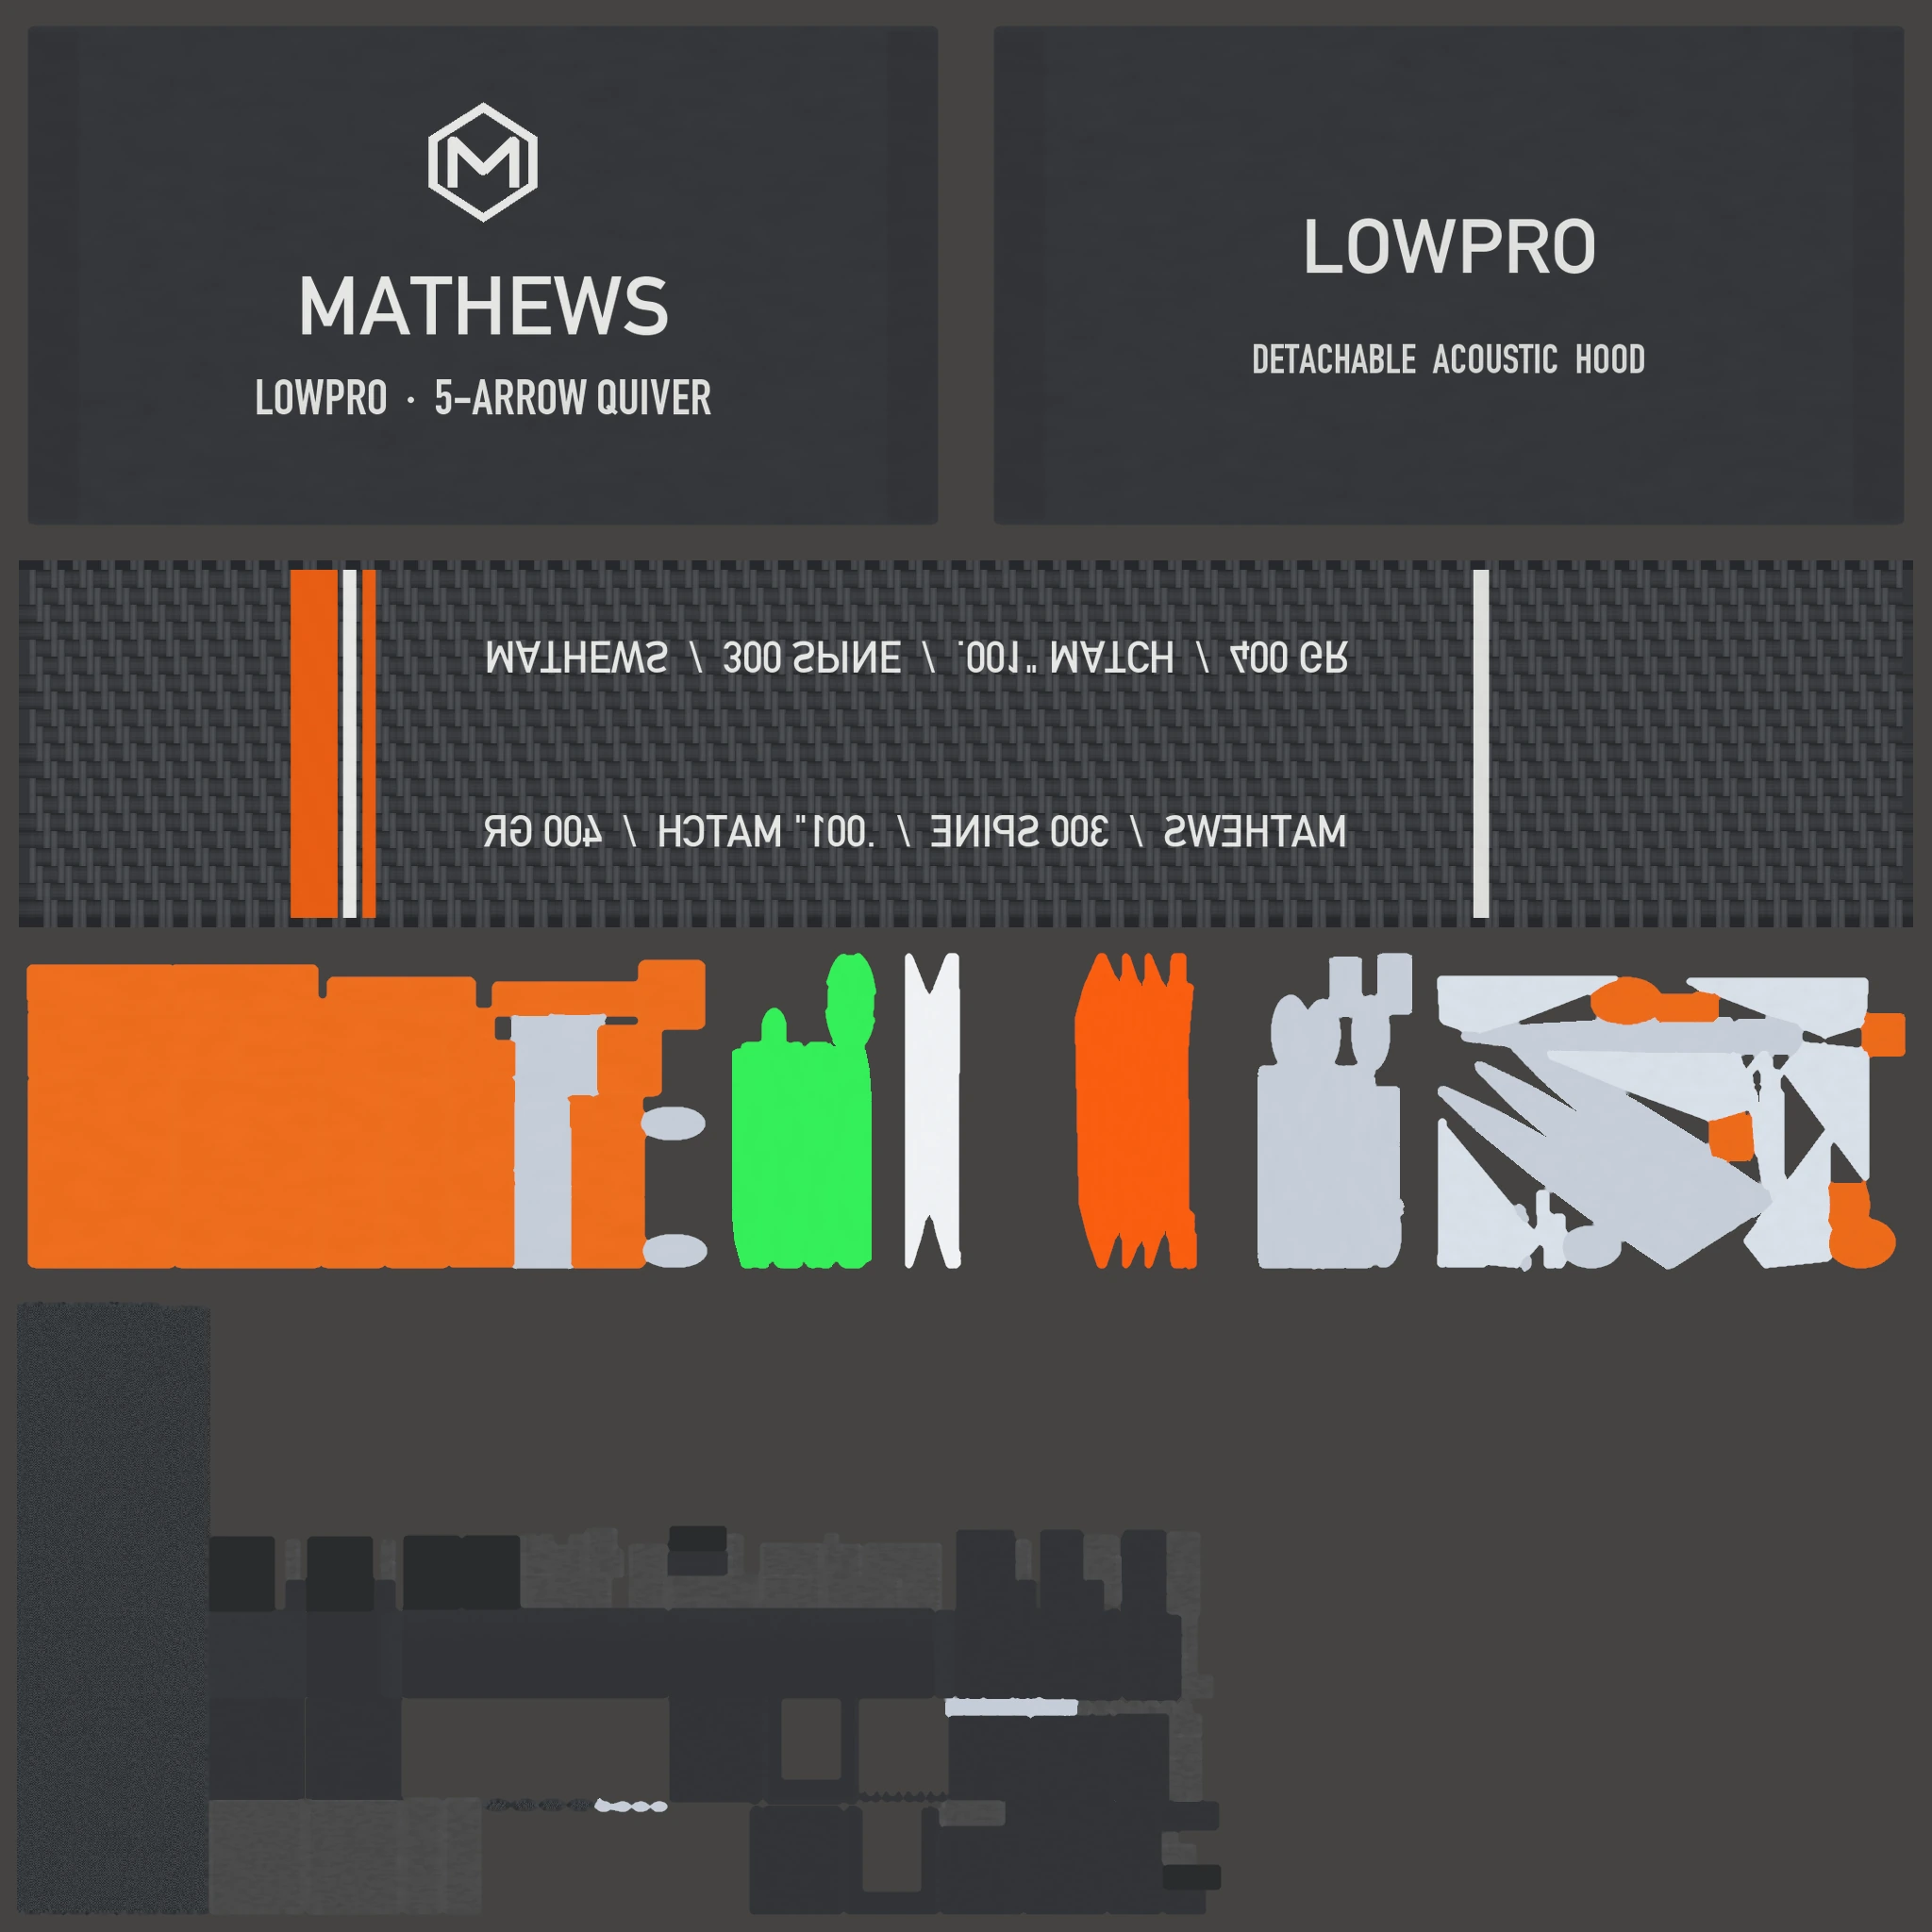 M
MATHEWS
LOWPRO · 5-ARROW QUIVER
LOWPRO
DETACHABLE ACOUSTIC HOOD
MATHEWS / 300 SPINE / .001" MATCH / 400 GR
MATHEWS / 300 SPINE / .001" MATCH / 400 GR